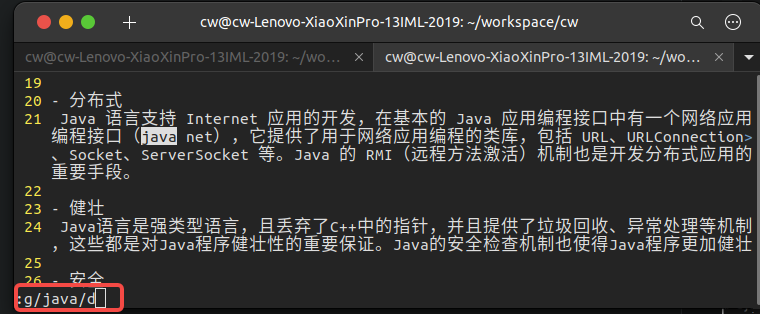 cw@cw-Lenovo-XiaoXinPro-13IML-2019: ~/workspace/cw
cw@cw-Lenovo-XiaoXinPro-13IML-2019: ~/wo...
cw@cw-Lenovo-XiaoXinPro-13IML-2019: ~/wo...
19
20 - 分布式
21 Java 语言支持 Internet 应用的开发，在基本的 Java 应用编程接口中有一个网络应用
编程接口（java net），它提供了用于网络应用编程的类库，包括 URL、URLConnection>
、Socket、ServerSocket 等。Java 的 RMI（远程方法激活）机制也是开发分布式应用的
重要手段。
22
23 - 健壮
24 Java语言是强类型语言，且丢弃了C++中的指针，并且提供了垃圾回收、异常处理等机制
，这些都是对Java程序健壮性的重要保证。Java的安全检查机制也使得Java程序更加健壮
25
26 - 安全
:g/java/d